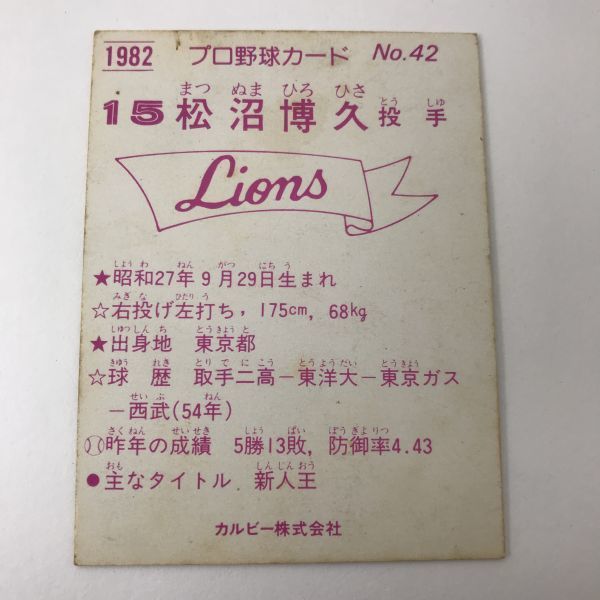 1982 プロ野球カード No.42
まつ ぬま ひろ ひさ とう しゅ
15 松沼博久 投手
Lions
しょうわ ねん がつ にちう
★昭和27年9月29日生まれ
みぎな ひだりう
☆右投げ左打ち，175cm，68kg
しゅっしんち とうきょうと
★出身地 東京都
きゅうれき とりでにこう とうようだい とうきょう
☆球歴 取手二高－東洋大－東京ガス
せいぶ ねん
－西武(54年)
さくねん せいせき しょう ぱい ぼうぎょりつ
昨年の成績 5勝13敗，防御率4.43
おも しんじんおう
●主なタイトル 新人王
カルビー株式会社